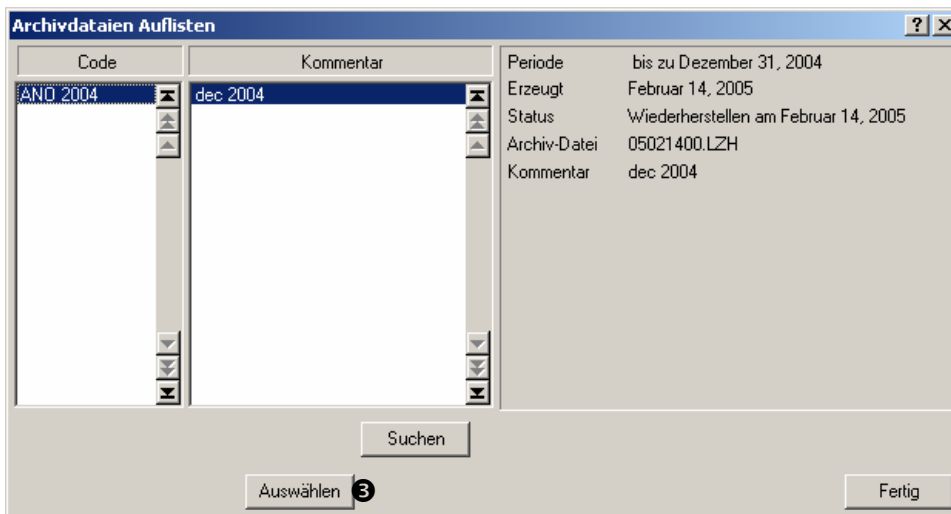 Archivdataien Auflisten
Code
Kommentar
ANO 2004
dec 2004
Periode bis zu Dezember 31, 2004
Erzeugt Februar 14, 2005
Status Wiederherstellen am Februar 14, 2005
Archiv-Datei 05021400.LZH
Kommentar dec 2004
Suchen
Auswählen ❸
Fertig